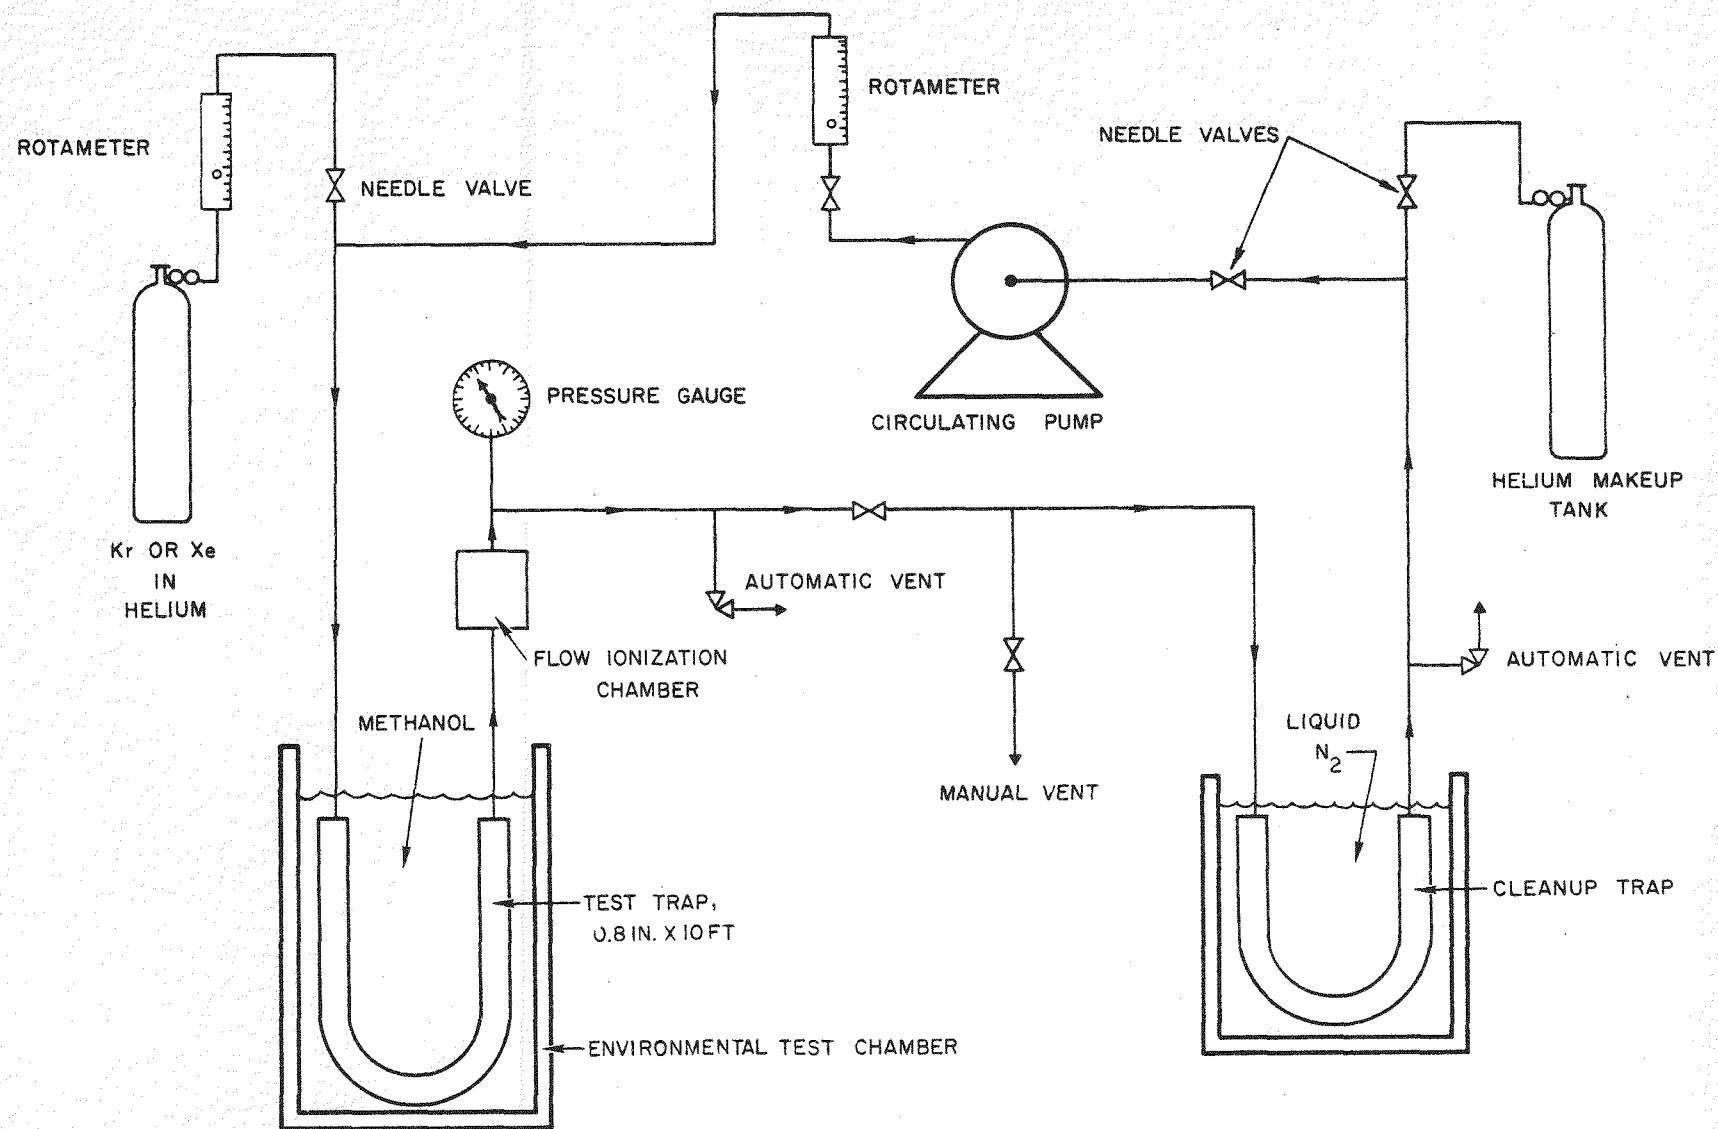 ROTAMETER
ROTAMETER
NEEDLE VALVES
NEEDLE VALVE
PRESSURE GAUGE
CIRCULATING PUMP
HELIUM MAKEUP
TANK
Kr OR Xe
IN
HELIUM
AUTOMATIC VENT
FLOW IONIZATION
CHAMBER
AUTOMATIC VENT
METHANOL
LIQUID
N2
MANUAL VENT
TEST TRAP,
0.8 IN. X 10 FT
CLEANUP TRAP
ENVIRONMENTAL TEST CHAMBER